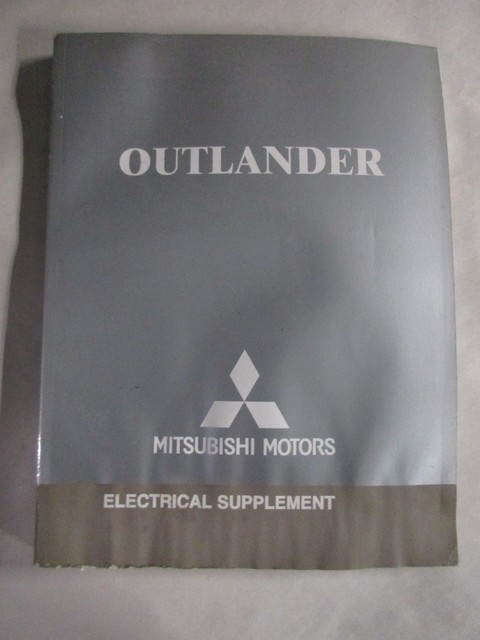 OUTLANDER
MITSUBISHI MOTORS
ELECTRICAL SUPPLEMENT